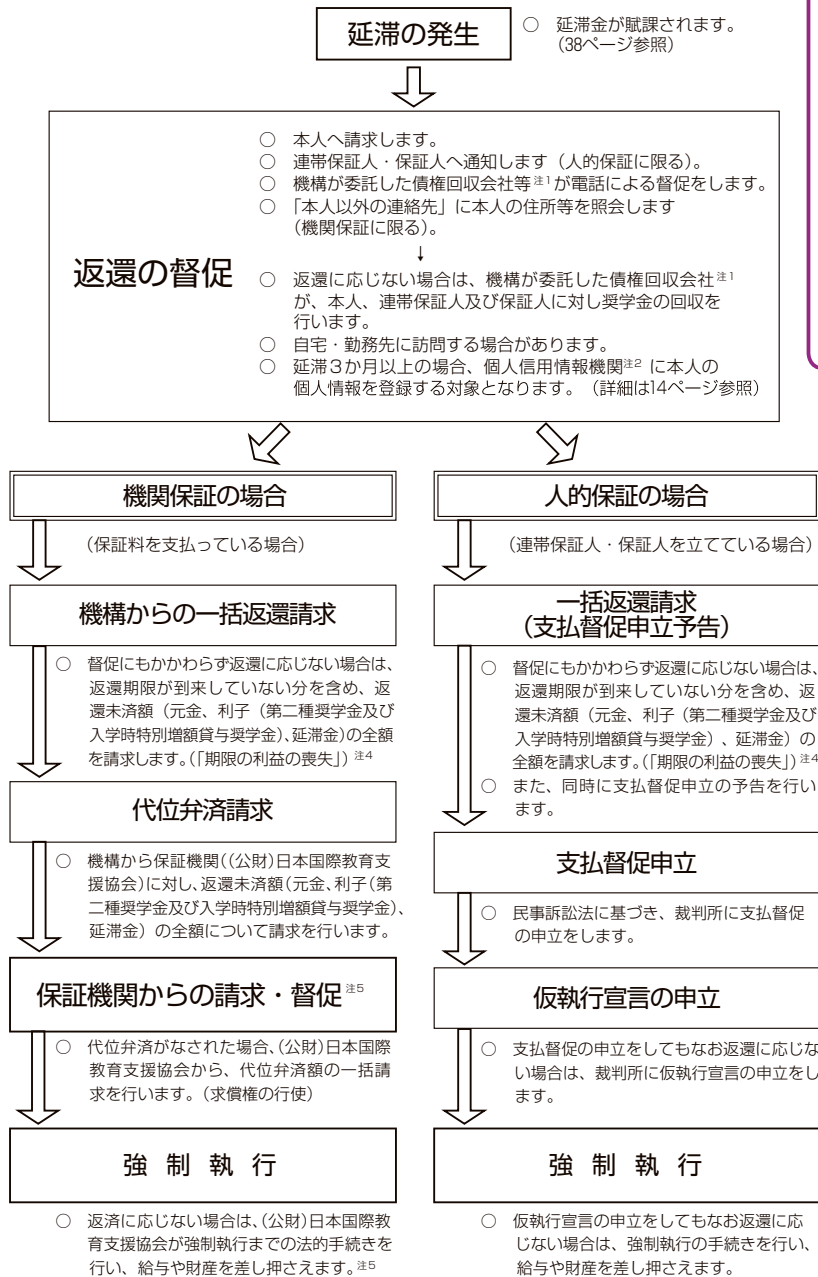 延滞の発生
○ 延滞金が賦課されます。
(38ページ参照)
返還の督促
○ 本人へ請求します。
○ 連帯保証人・保証人へ通知します（人的保証に限る）。
○ 機構が委託した債権回収会社等注1が電話による督促をします。
○ 「本人以外の連絡先」に本人の住所等を照会します
(機関保証に限る)。
↓
○ 返還に応じない場合は、機構が委託した債権回収会社注1
が、本人、連帯保証人及び保証人に対し奨学金の回収を
行います。
○ 自宅・勤務先に訪問する場合があります。
○ 延滞３か月以上の場合、個人信用情報機関注2 に本人の
個人情報を登録する対象となります。（詳細は14ページ参照）
機関保証の場合
（保証料を支払っている場合）
機構からの一括返還請求
○ 督促にもかかわらず返還に応じない場合は、
返還期限が到来していない分を含め、返
還未済額（元金、利子（第二種奨学金及び
入学時特別増額貸与奨学金）、延滞金）の全額
を請求します。（「期限の利益の喪失」）注4
代位弁済請求
○ 機構から保証機関((公財)日本国際教育支
援協会)に対し、返還未済額(元金、利子(第
二種奨学金及び入学時特別増額貸与奨学金)、
延滞金）の全額について請求を行います。
保証機関からの請求・督促注5
○ 代位弁済がなされた場合、(公財)日本国際
教育支援協会から、代位弁済額の一括請
求を行います。（求償権の行使）
強 制 執 行
○ 返済に応じない場合は、(公財)日本国際教
育支援協会が強制執行までの法的手続きを
行い、給与や財産を差し押さえます。注5
人的保証の場合
（連帯保証人・保証人を立てている場合）
一括返還請求
（支払督促申立予告）
○ 督促にもかかわらず返還に応じない場合は、
返還期限が到来していない分を含め、返
還未済額（元金、利子（第二種奨学金及び
入学時特別増額貸与奨学金）、延滞金）の
全額を請求します。（「期限の利益の喪失」）注4
○ また、同時に支払督促申立の予告を行い
ます。
支払督促申立
○ 民事訴訟法に基づき、裁判所に支払督促
の申立をします。
仮執行宣言の申立
○ 支払督促の申立をしてもなお返還に応じな
い場合は、裁判所に仮執行宣言の申立をし
ます。
強 制 執 行
○ 仮執行宣言の申立をしてもなお返還に応
じない場合は、強制執行の手続きを行い、
給与や財産を差し押さえます。